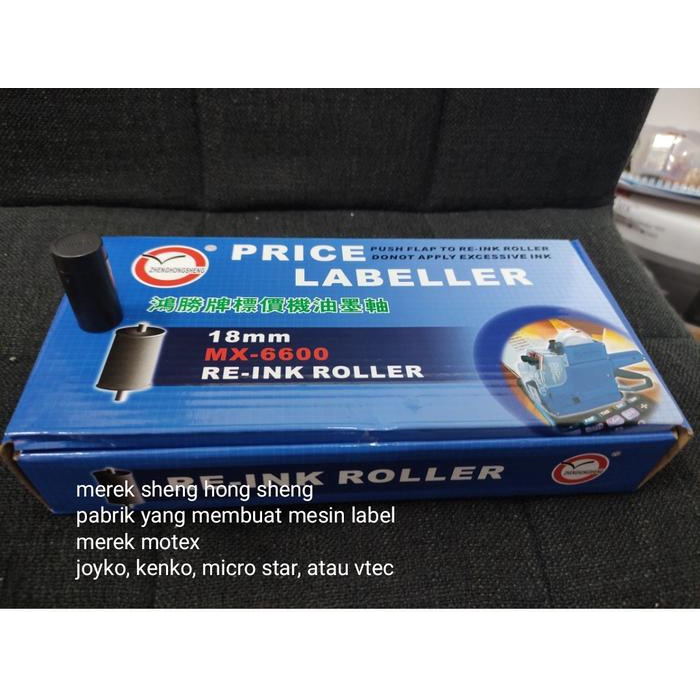 PRICE
LABELLER
PUSH FLAP TO RE-INK ROLLER
DONOT APPLY EXCESSIVE INK
ZHENGHONGSHENG
®
鴻勝牌標價機油墨軸
18mm
MX-6600
RE-INK ROLLER
RE-INK ROLLER
ZHENGHONGSHENG
merek sheng hong sheng
pabrik yang membuat mesin label
merek motex
joyko, kenko, micro star, atau vtec